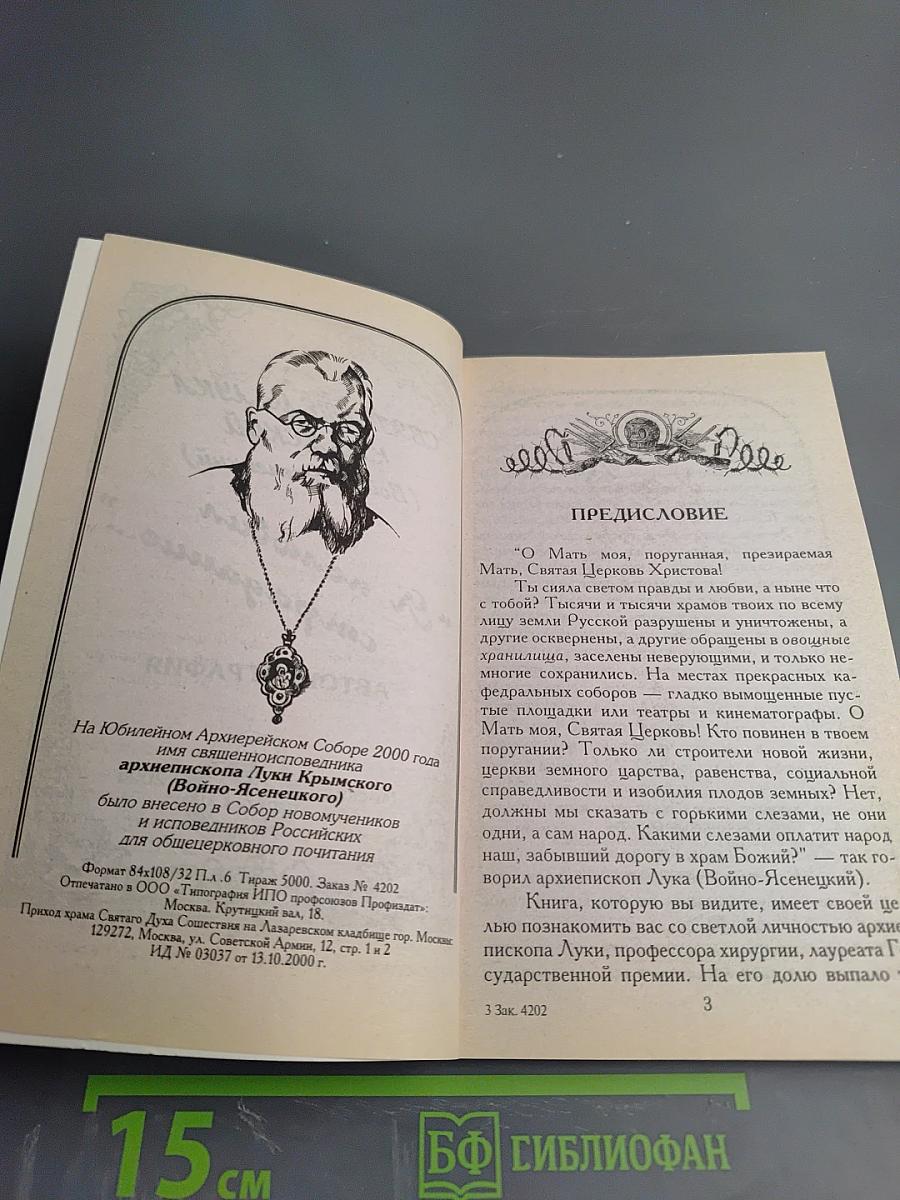 На Юбилейном Архиерейском Соборе 2000 года
имя священноисповедника
архиепископа Луки Крымского
(Войно-Ясенецкого)
было внесено в Собор новомучеников
и исповедников Российских
для общецерковного почитания
Формат 84х108/32 П.л .6 Тираж 5000. Заказ № 4202
Отпечатано в ООО «Типография ИПО профсоюзов Профиздат»:
Москва. Крутицкий вал, 18.
Приход храма Святаго Духа Сошествия на Лазаревском кладбище гор. Москвы
129272, Москва, ул. Советской Армии, 12, стр. 1 и 2
ИД № 03037 от 13.10.2000 г.
ПРЕДИСЛОВИЕ
"О Мать моя, поруганная, презираемая
Мать, Святая Церковь Христова!
Ты сияла светом правды и любви, а ныне что
с тобой? Тысячи и тысячи храмов твоих по всему
лицу земли Русской разрушены и уничтожены, а
другие осквернены, а другие обращены в овощные
хранилища, заселены неверующими, и только не-
многие сохранились. На местах прекрасных ка-
федральных соборов — гладко вымощенные пус-
тые площадки или театры и кинематографы. О
Мать моя, Святая Церковь! Кто повинен в твоем
поругании? Только ли строители новой жизни,
церкви земного царства, равенства, социальной
справедливости и изобилия плодов земных? Нет,
должны мы сказать с горькими слезами, не они
одни, а сам народ. Какими слезами оплатит народ
наш, забывший дорогу в храм Божий?" — так го-
ворил архиепископ Лука (Войно-Ясенецкий).
Книга, которую вы видите, имеет своей це
лью познакомить вас со светлой личностью архие
пископа Луки, профессора хирургии, лауреата Г
сударственной премии. На его долю выпало
3 Зак. 4202
3
15 см
БФ БИБЛИОФАН